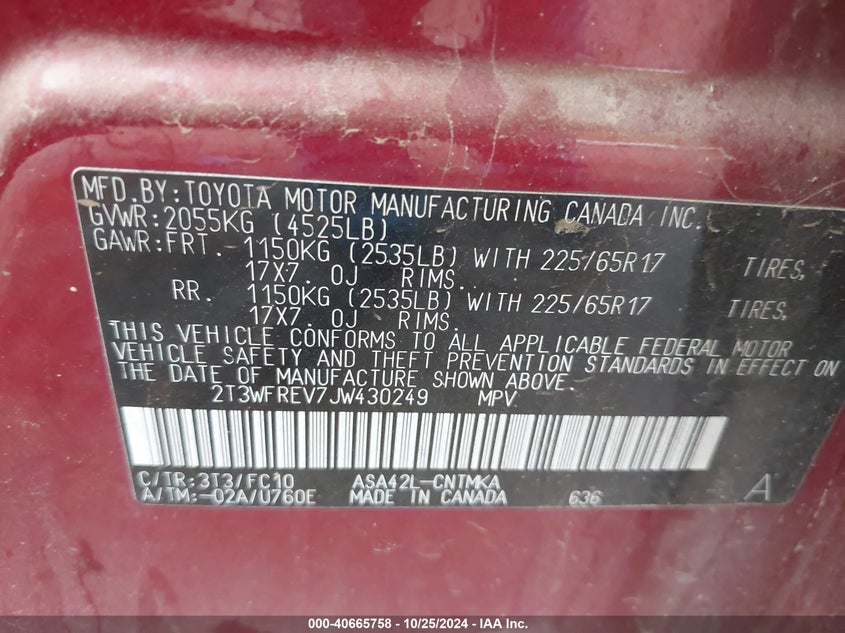 MFD.BY:TOYOTA MOTOR MANUFACTURING CANADA INC.
GVWR:2055KG (4525LB)
GAWR:FRT. 1150KG (2535LB) WITH 225/65R17 TIRES,
17X7.0J RIMS.
RR. 1150KG (2535LB) WITH 225/65R17 TIRES,
17X7.0J RIMS.
THIS VEHICLE CONFORMS TO ALL APPLICABLE FEDERAL MOTOR
VEHICLE SAFETY AND THEFT PREVENTION STANDARDS IN EFFECT ON
THE DATE OF MANUFACTURE SHOWN ABOVE.
2T3WFREV7JW430249 MPV
C/TR:3T3/FC10 ASA42L-CNTMKA
A/TM:-02A/U760E MADE IN CANADA 636 A
000-40665758 - 10/25/2024 - IAA Inc.